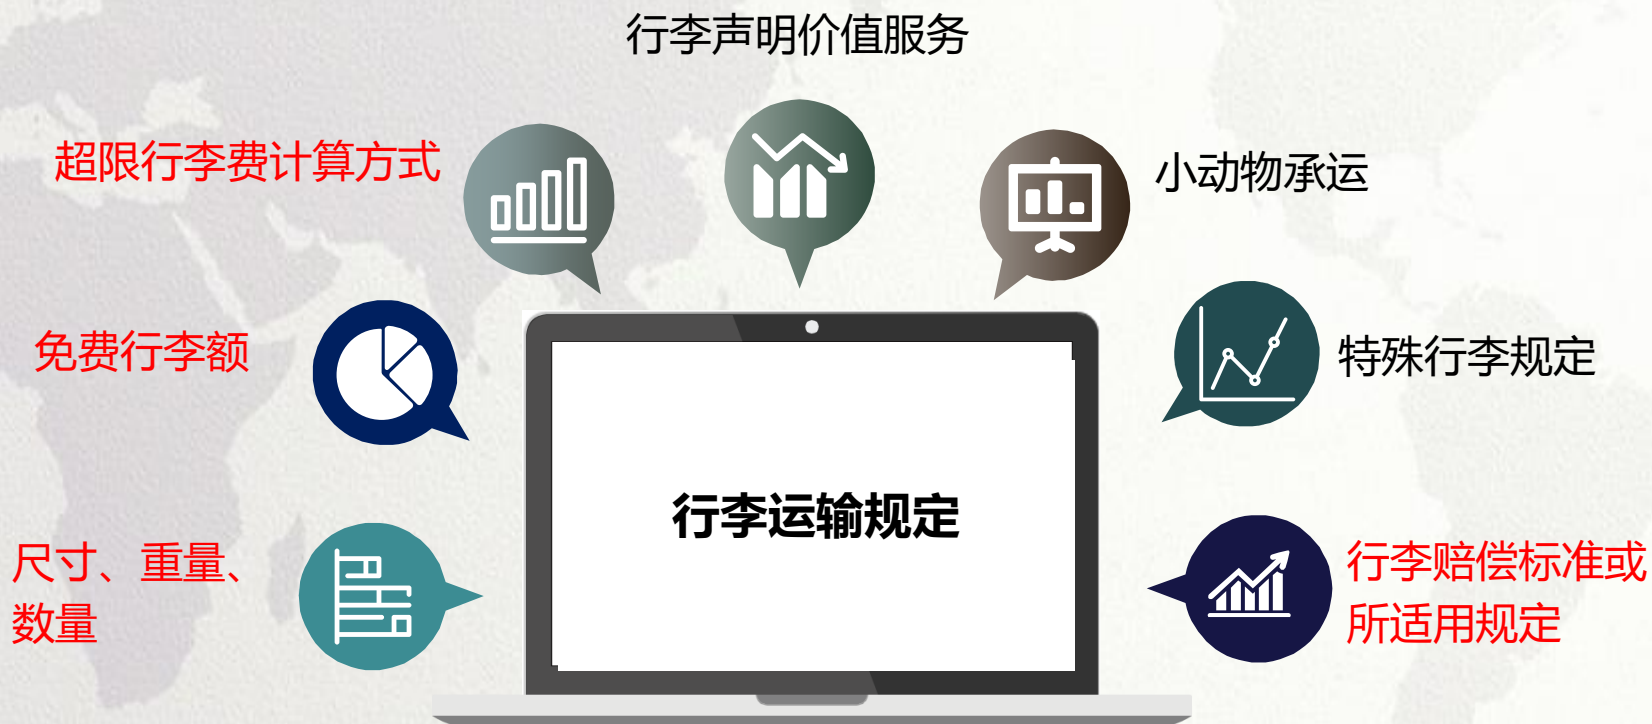 行李声明价值服务
超限行李费计算方式
小动物承运
免费行李额
特殊行李规定
行李运输规定
尺寸、重量、
数量
行李赔偿标准或
所适用规定